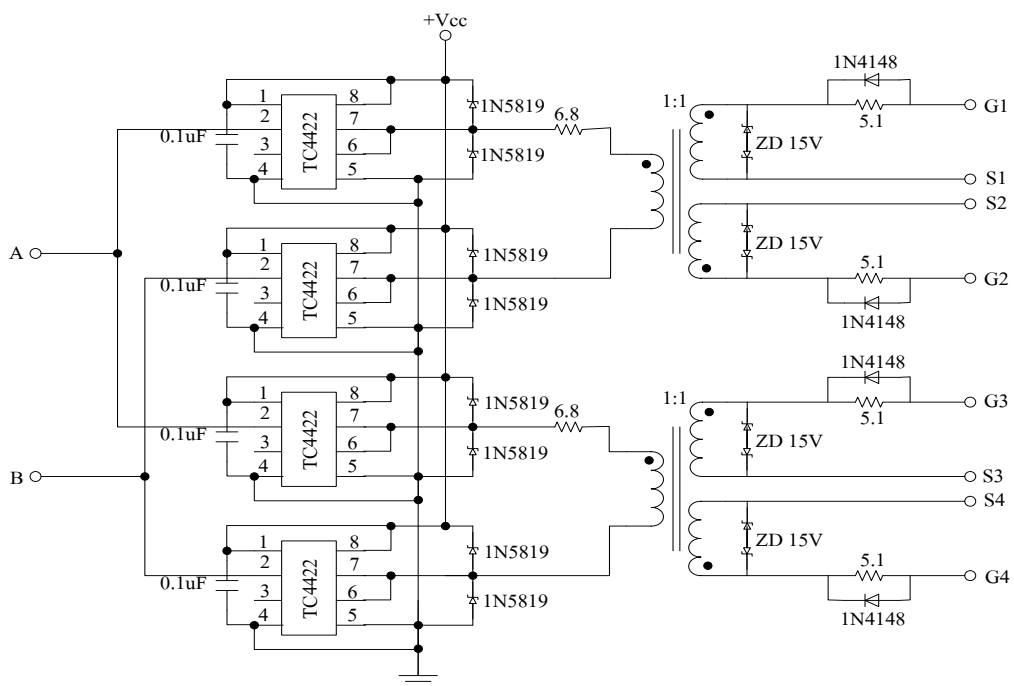 +Vcc
1N4148
1 8
1N5819
6.8
1:1
5.1
G1
2 7
0.1uF
TC4422
ZD 15V
3 6
1N5819
4 5
S1
S2
A
1 8
1N5819
ZD 15V
2 7
5.1
0.1uF
TC4422
G2
3 6
1N5819
1N4148
4 5
1N4148
1 8
1N5819
6.8
1:1
5.1
G3
2 7
0.1uF
TC4422
ZD 15V
3 6
1N5819
4 5
B
S3
S4
1 8
1N5819
ZD 15V
2 7
5.1
0.1uF
TC4422
G4
3 6
1N5819
1N4148
4 5